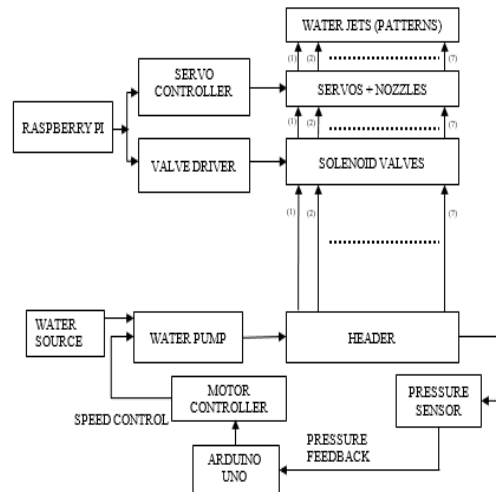 WATER JETS (PATTERNS)
(1) (2) (7)
SERVO
CONTROLLER
SERVOS + NOZZLES
(1) (2) (7)
RASPBERRY PI
VALVE DRIVER
SOLENOID VALVES
(1) (2) (7)
WATER
SOURCE
WATER PUMP
HEADER
MOTOR
CONTROLLER
PRESSURE
SENSOR
SPEED CONTROL
PRESSURE
FEEDBACK
ARDUINO
UNO